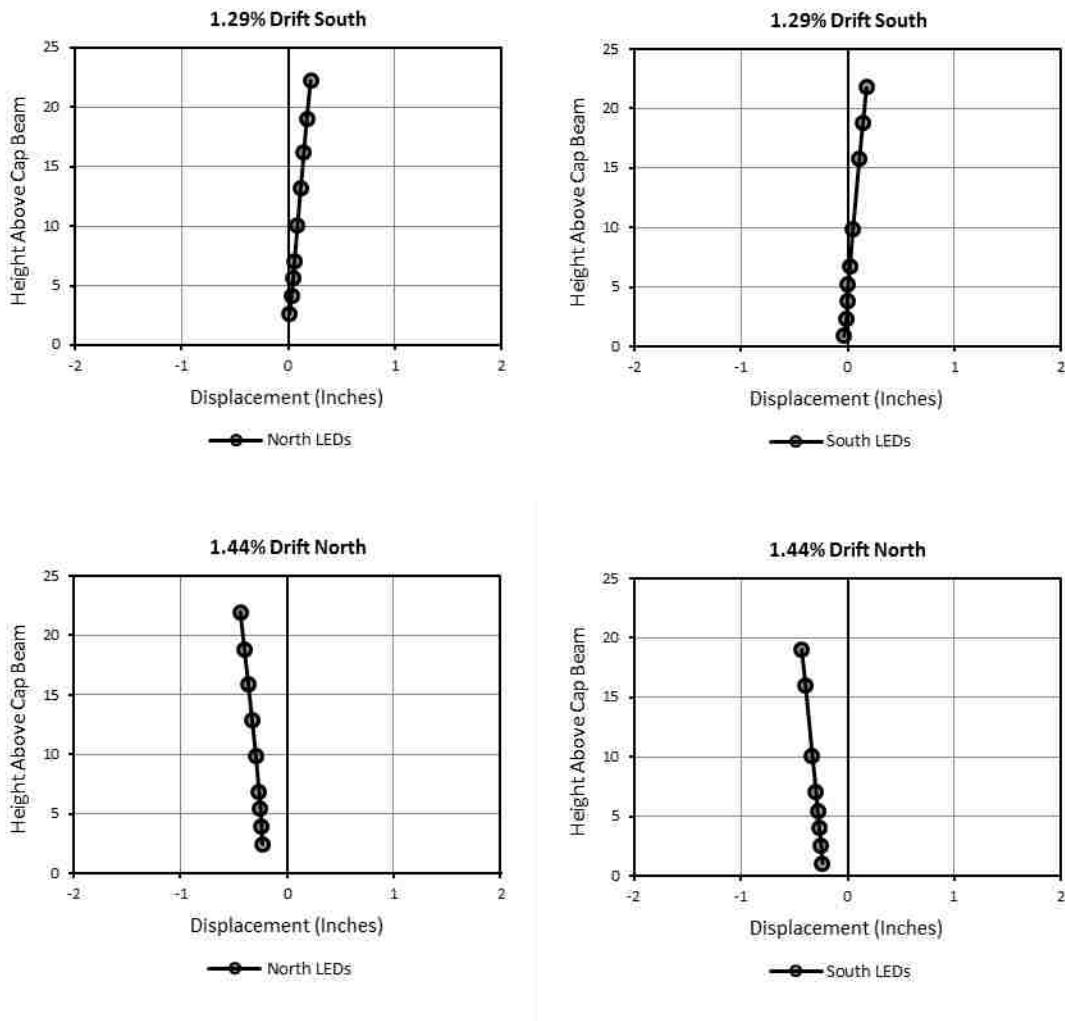 1.29% Drift South
25
20
15
10
5
0
Height Above Cap Beam
-2 -1 0 1 2
Displacement (Inches)
North LEDs
1.29% Drift South
25
20
15
10
5
0
Height Above Cap Beam
-2 -1 0 1 2
Displacement (Inches)
South LEDs
1.44% Drift North
25
20
15
10
5
0
Height Above Cap Beam
-2 -1 0 1 2
Displacement (Inches)
North LEDs
1.44% Drift North
25
20
15
10
5
0
Height Above Cap Beam
-2 -1 0 1 2
Displacement (Inches)
South LEDs